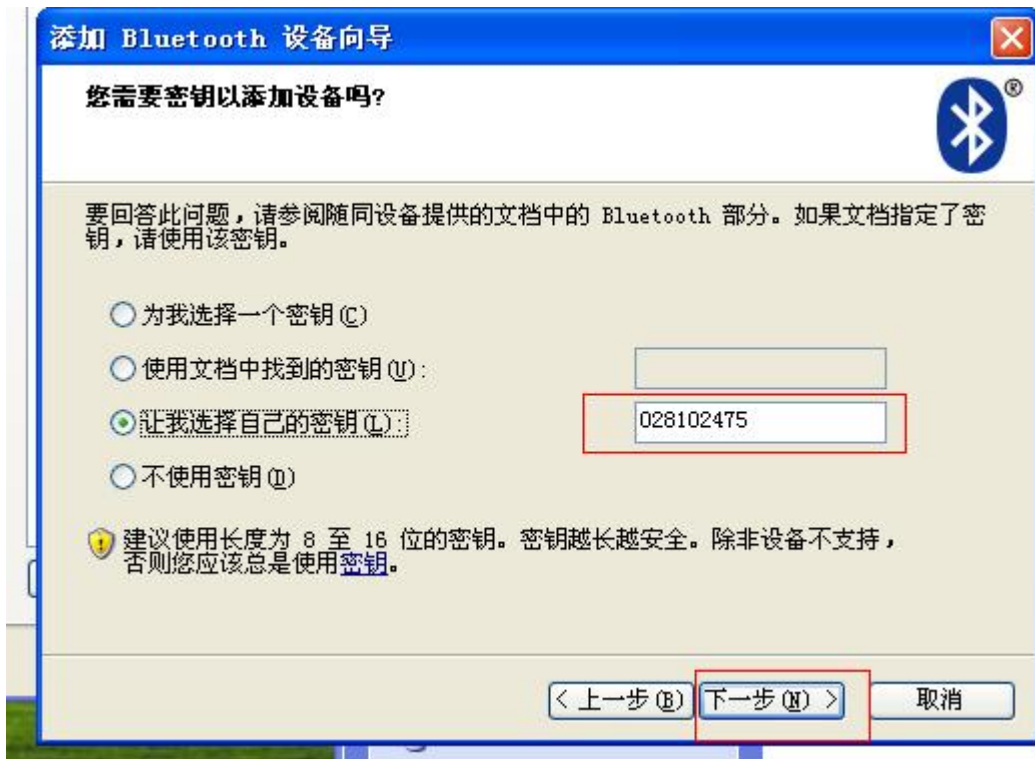 添加 Bluetooth 设备向导
您需要密钥以添加设备吗?
®
要回答此问题，请参阅随同设备提供的文档中的 Bluetooth 部分。如果文档指定了密
钥，请使用该密钥。
为我选择一个密钥(C)
使用文档中找到的密钥(U):
让我选择自己的密钥(L):
028102475
不使用密钥(D)
建议使用长度为 8 至 16 位的密钥。密钥越长越安全。除非设备不支持，
否则您应该总是使用密钥。
< 上一步(B)
下一步(N) >
取消